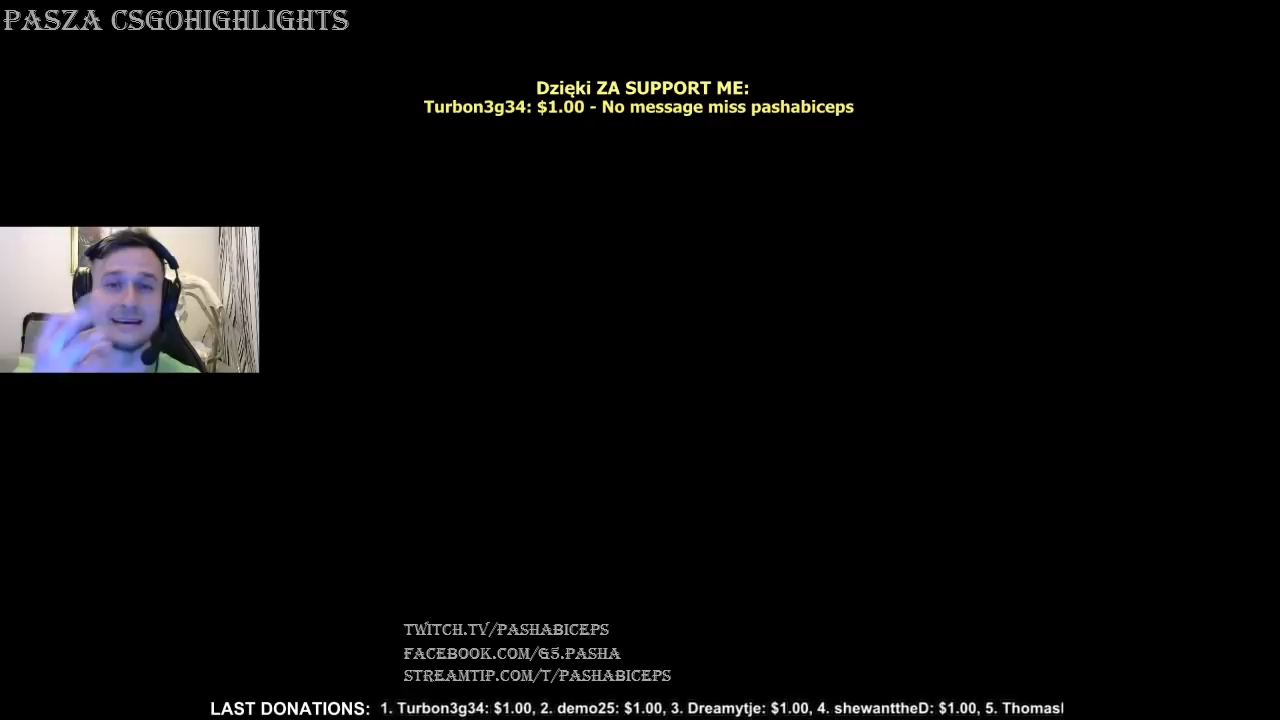 PASZA CSGOHIGHLIGHTS
Dzięki ZA SUPPORT ME:
Turbon3g34: $1.00 - No message miss pashabiceps
TWITCH.TV/PASHABICEPS
FACEBOOK.COM/G5.PASHA
STREAMTIP.COM/T/PASHABICEPS
LAST DONATIONS: 1. Turbon3g34: $1.00, 2. demo25: $1.00, 3. Dreamytje: $1.00, 4. shewanttheD: $1.00, 5. Thomas